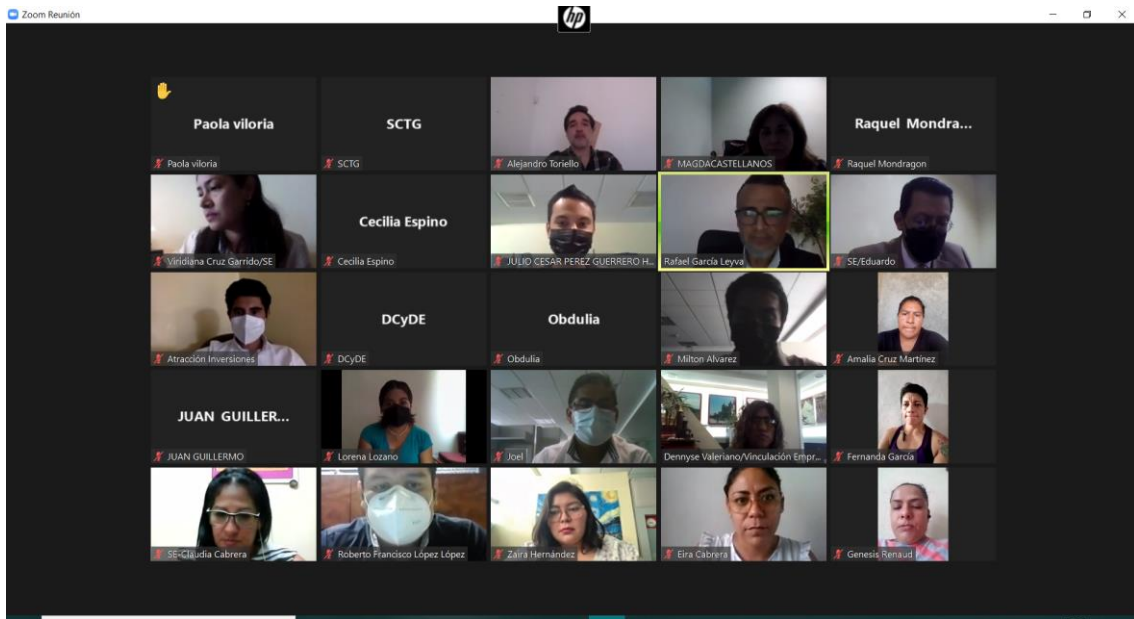 Zoom Reunión
hp
Paola viloria
Paola viloria
SCTG
SCTG
Alejandro Toriello
MAGDACASTELLANOS
Raquel Mondra...
Raquel Mondragon
Viridiana Cruz Garrido/SE
Cecilia Espino
Cecilia Espino
JULIO CESAR PEREZ GUERRERO H...
Rafael García Leyva
SE/Eduardo
Atracción Inversiones
DCyDE
DCyDE
Obdulia
Obdulia
Milton Alvarez
Amalia Cruz Martínez
JUAN GUILLER...
JUAN GUILLERMO
Lorena Lozano
Joel
Dennyse Valeriano/Vinculación Empr...
Fernanda García
SE-Claudia Cabrera
Roberto Francisco López López
Zaira Hernández
Eira Cabrera
Genesis Renaud